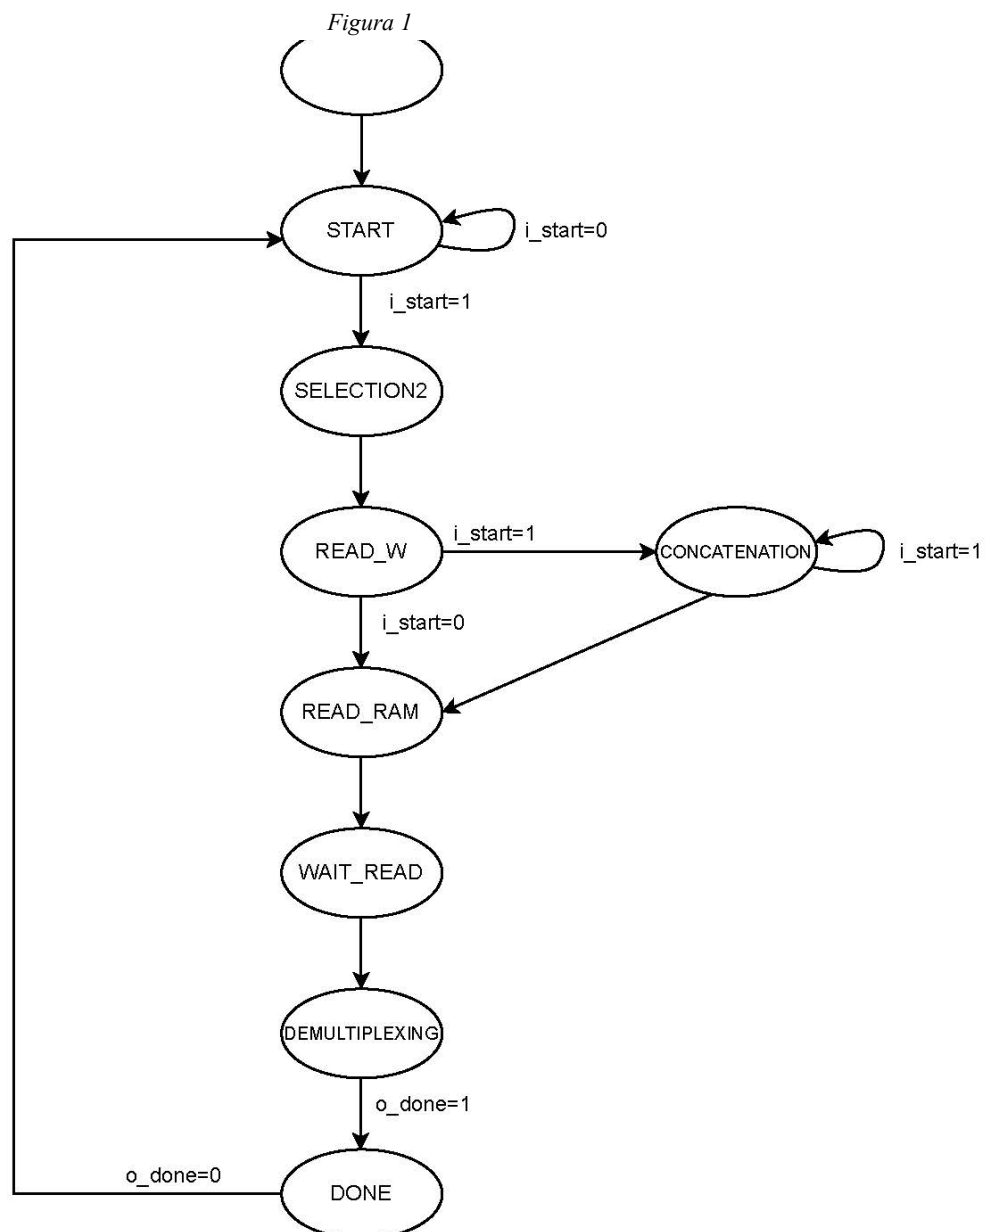 Figura 1
START
i_start=0
i_start=1
SELECTION2
READ_W
i_start=1
CONCATENATION
i_start=1
i_start=0
READ_RAM
WAIT_READ
DEMULTIPLEXING
o_done=1
o_done=0
DONE